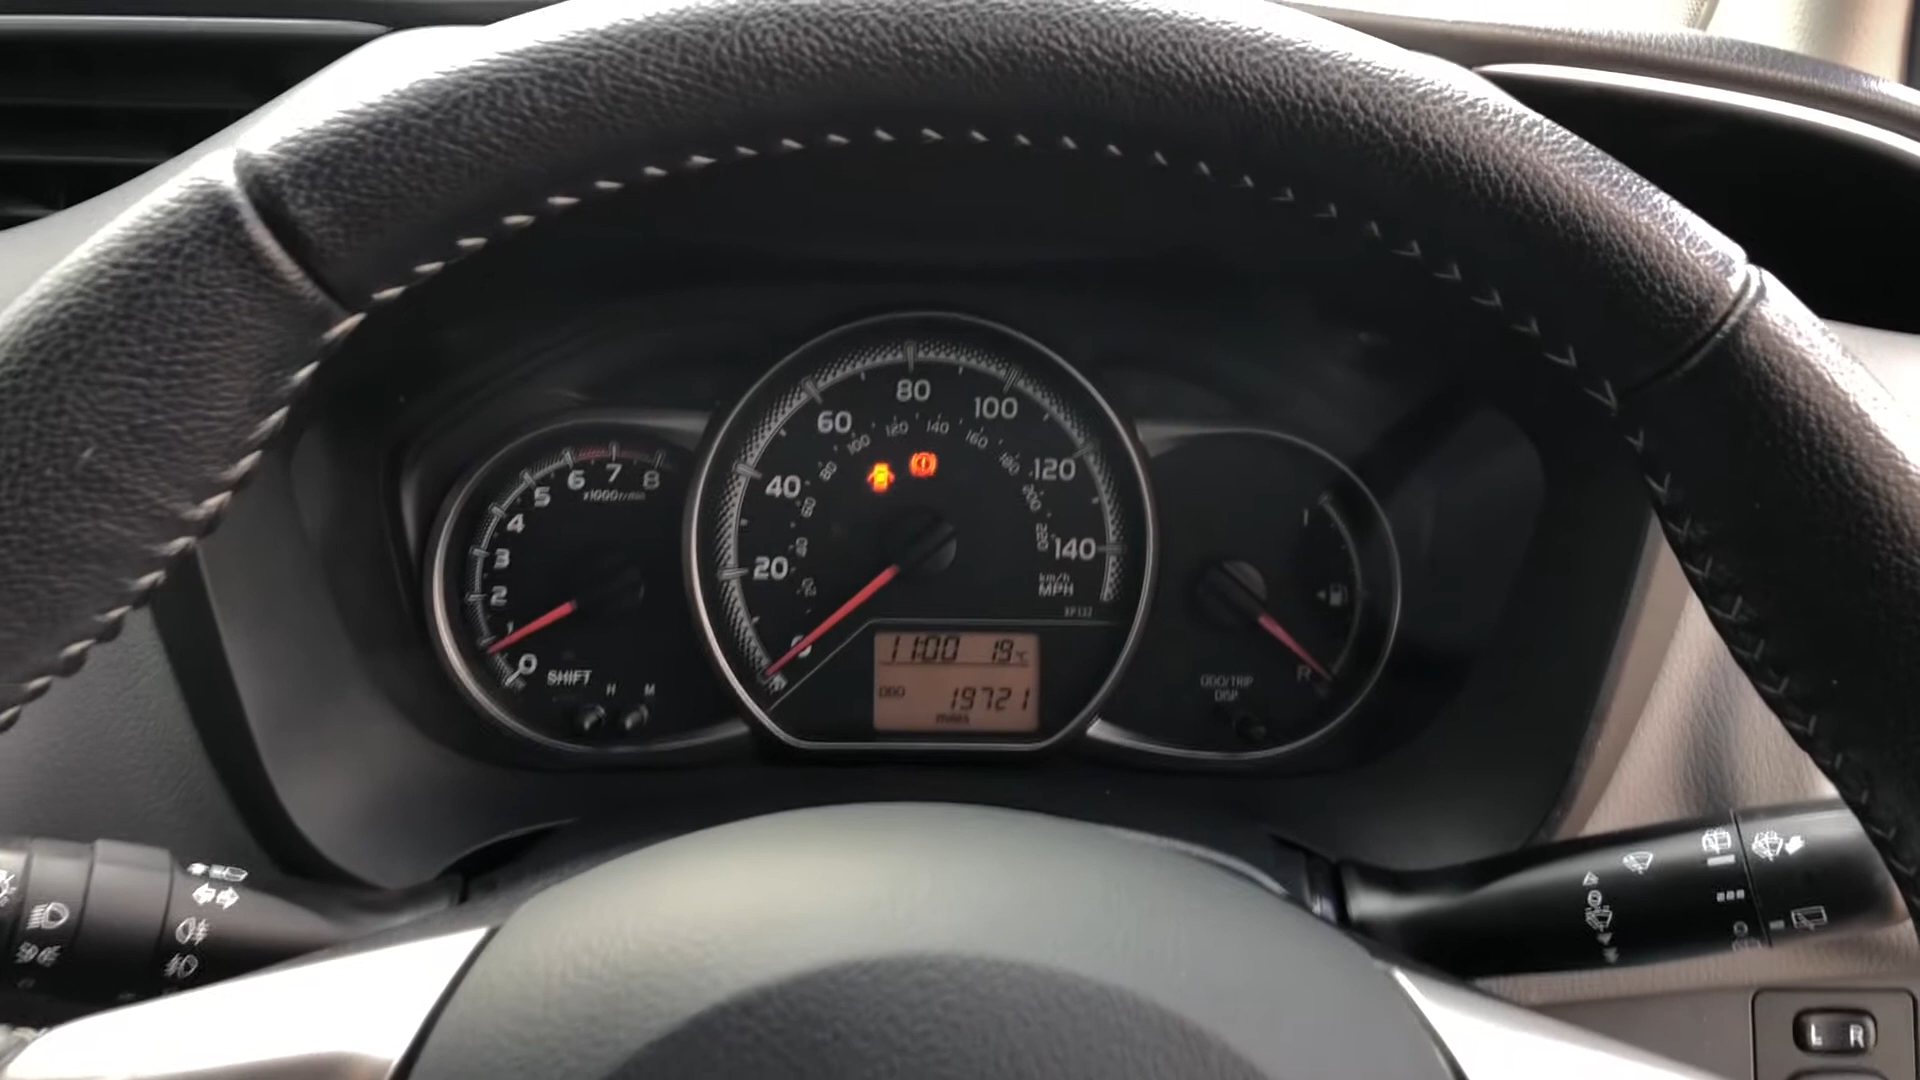 80
60
100
120
140
100
160
80
180
120
40
60
200
220
40
140
20
20
km/h
MPH
0
11:00 19℃
ODO 19721
miles
7
6
8
5
x1000r/min
4
3
2
1
0
SHIFT
H M
R
ODO/TRIP
DISP
L R